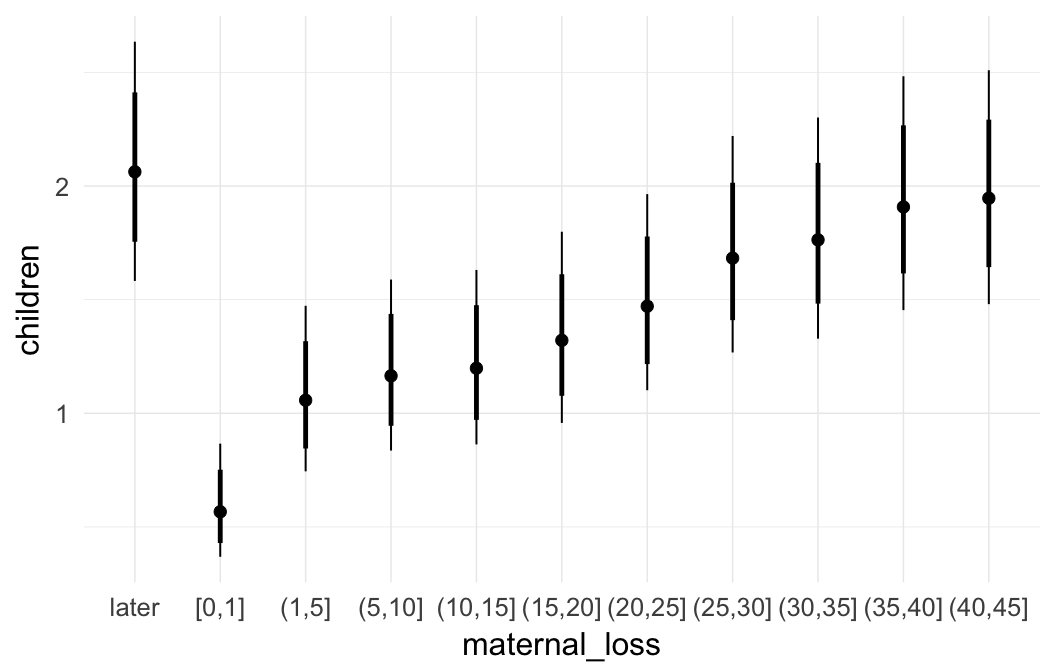 2
1
children
later [0,1] (1,5] (5,10] (10,15] (15,20] (20,25] (25,30] (30,35] (35,40] (40,45]
maternal_loss